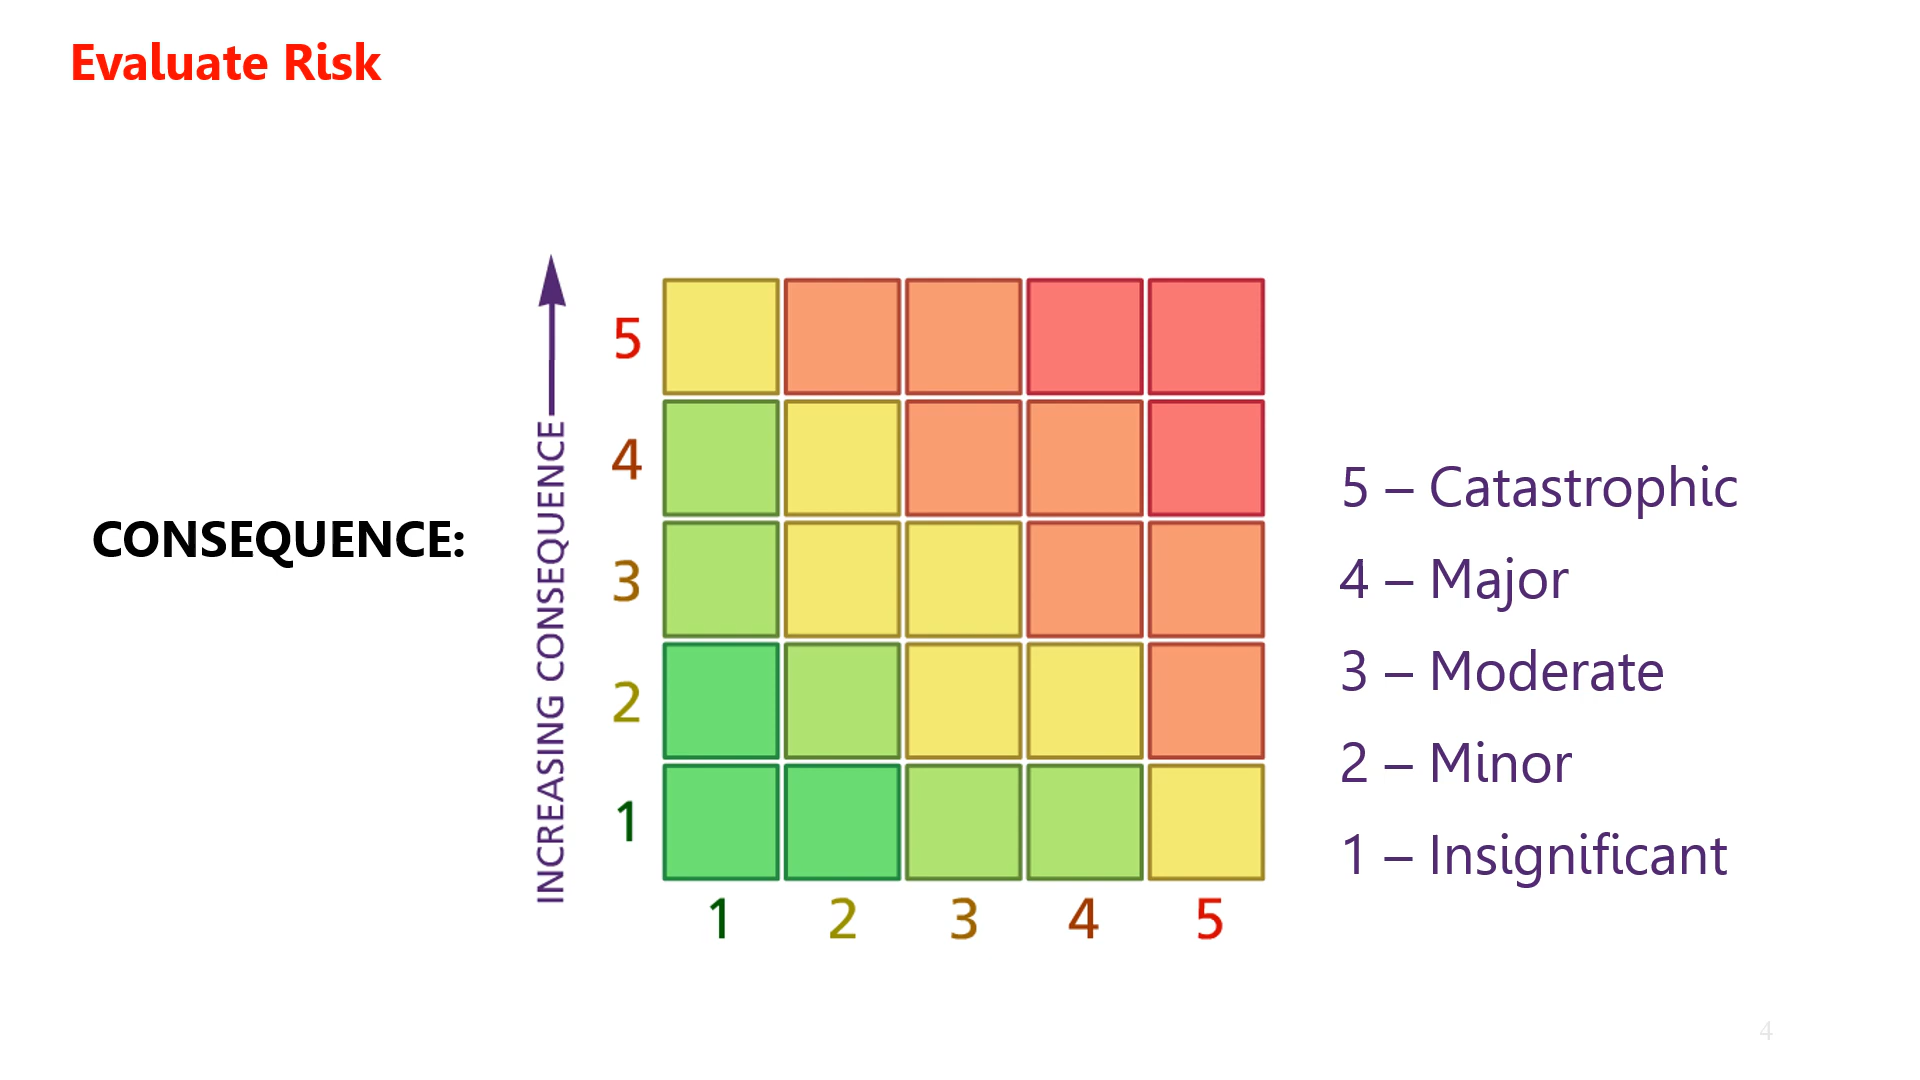 Evaluate Risk
CONSEQUENCE:
INCREASING CONSEQUENCE
5
4
3
2
1
1 2 3 4 5
5 – Catastrophic
4 – Major
3 – Moderate
2 – Minor
1 – Insignificant
4